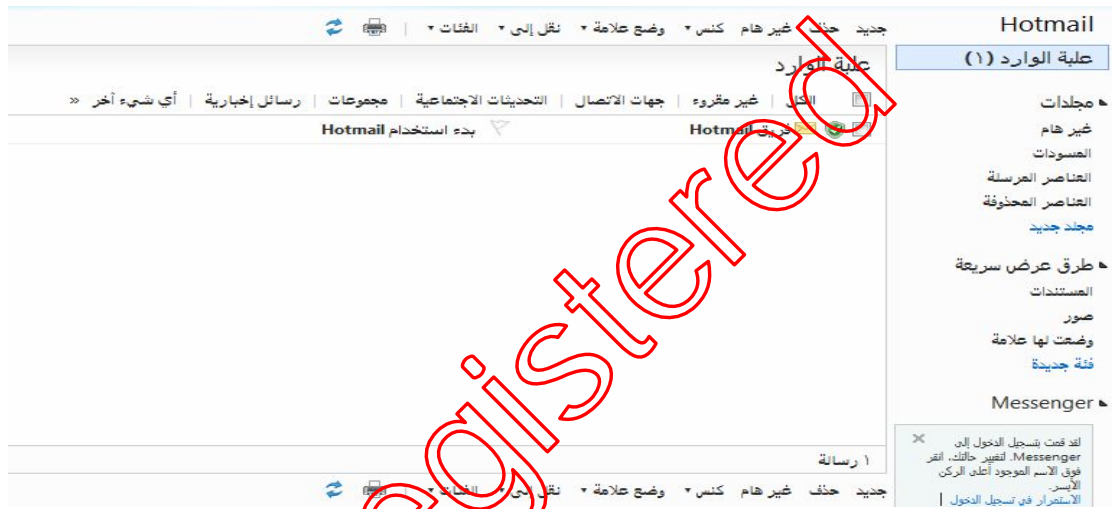 Hotmail
علبة الوارد (١)
مجلدات
غير هام
المسودات
العناصر المرسلة
العناصر المحذوفة
مجلد جديد
طرق عرض سريعة
المستندات
صور
وضعت لها علامة
فئة جديدة
Messenger
لقد قمت بتسجيل الدخول إلى
Messenger. لتغيير حالتك، انقر
فوق الاسم الموجود أعلى الركن
الأيسر.
الاستمرار في تسجيل الدخول
جديد حذف غير هام كنس وضع علامة نقل إلى الفئات |
علبة الوارد
الكل | غير مقروء | جهات الاتصال | التحديثات الاجتماعية | مجموعات | رسائل إخبارية | أي شيء آخر »
فريق Hotmail بدء استخدام Hotmail
١ رسالة
جديد حذف غير هام كنس وضع علامة نقل إلى الفئات |
egistered